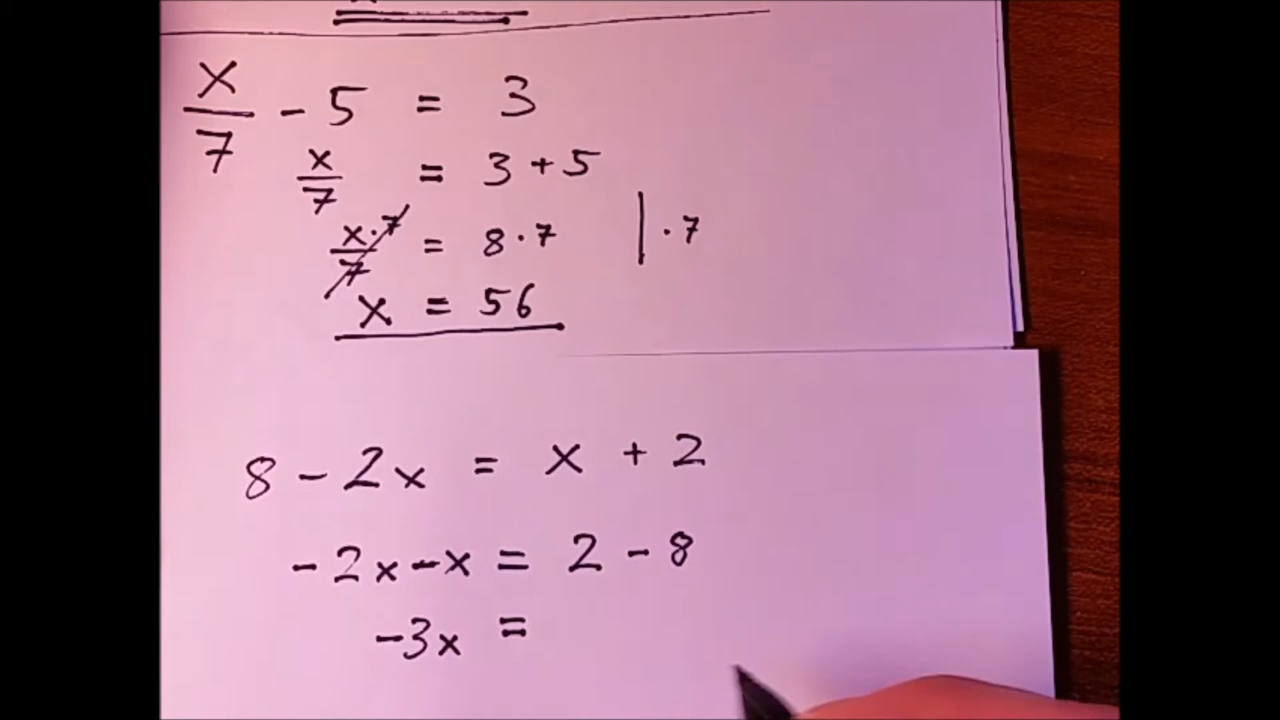 x/7 - 5 = 3
x/7 = 3 + 5
x·7/7 = 8·7 | ·7
x = 56
8 - 2x = x + 2
-2x - x = 2 - 8
-3x =